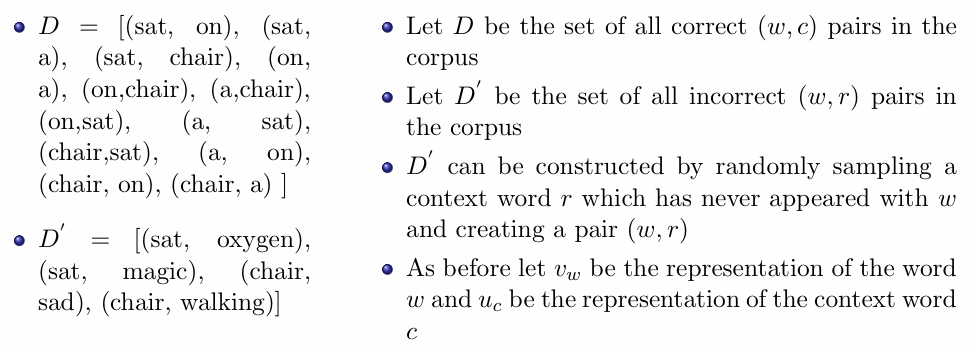 • D = [(sat, on), (sat,
a), (sat, chair), (on,
a), (on,chair), (a,chair),
(on,sat), (a, sat),
(chair,sat), (a, on),
(chair, on), (chair, a) ]
• D′ = [(sat, oxygen),
(sat, magic), (chair,
sad), (chair, walking)]
• Let D be the set of all correct (w, c) pairs in the
corpus
• Let D′ be the set of all incorrect (w, r) pairs in
the corpus
• D′ can be constructed by randomly sampling a
context word r which has never appeared with w
and creating a pair (w, r)
• As before let v_w be the representation of the word
w and u_c be the representation of the context word
c